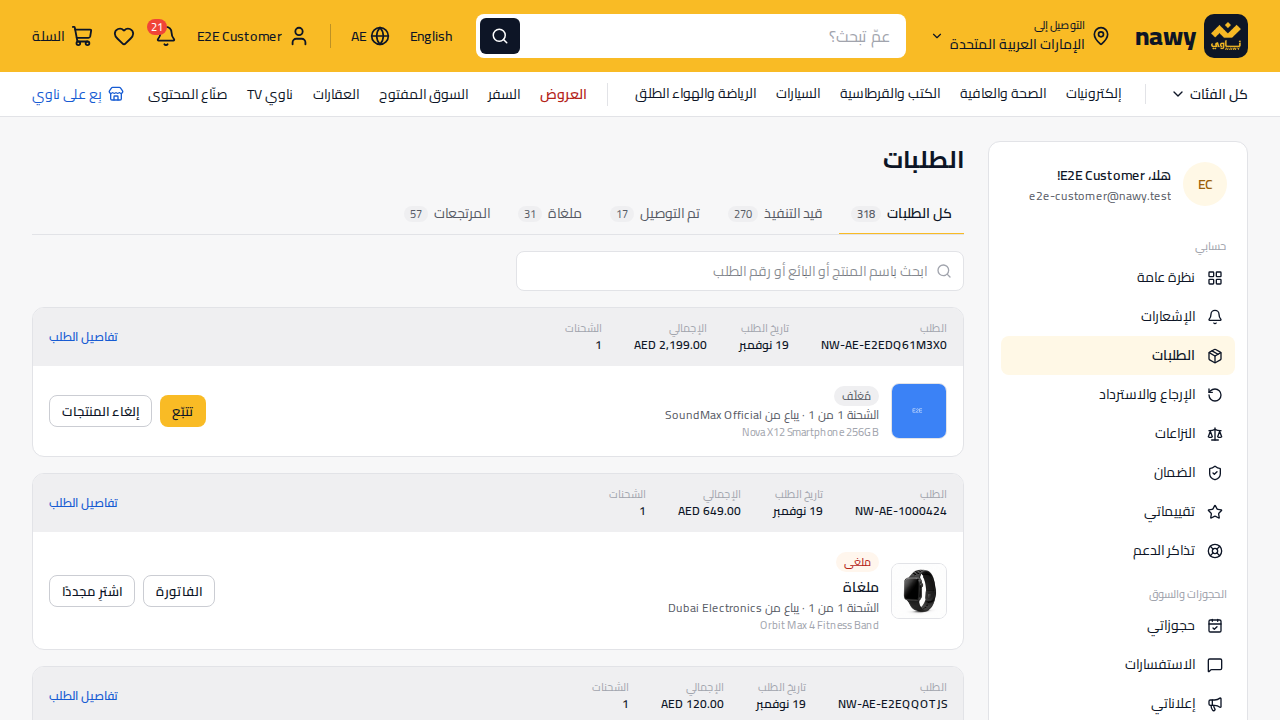 ناوي
NAWY
nawy
التوصيل إلى
الإمارات العربية المتحدة
عمّ تبحث؟
English
AE
E2E Customer
21
السلة
كل الفئات
إلكترونيات
الصحة والعافية
الكتب والقرطاسية
السيارات
الرياضة والهواء الطلق
العروض
السفر
السوق المفتوح
العقارات
ناوي TV
صنّاع المحتوى
بع على ناوي
EC
هلا، E2E Customer!
e2e-customer@nawy.test
حسابي
نظرة عامة
الإشعارات
الطلبات
الإرجاع والاسترداد
النزاعات
الضمان
تقييماتي
تذاكر الدعم
الحجوزات والسوق
حجوزاتي
الاستفسارات
إعلاناتي
الطلبات
كل الطلبات 318
قيد التنفيذ 270
تم التوصيل 17
ملغاة 31
المرتجعات 57
ابحث باسم المنتج أو البائع أو رقم الطلب
الطلب
NW-AE-E2EDQ61M3X0
تاريخ الطلب
19 نوفمبر
الإجمالي
AED 2,199.00
الشحنات
1
تفاصيل الطلب
E2E
مُغلّف
الشحنة 1 من 1 · يباع من SoundMax Official
Nova X12 Smartphone 256GB
تتبّع
إلغاء المنتجات
الطلب
NW-AE-1000424
تاريخ الطلب
19 نوفمبر
الإجمالي
AED 649.00
الشحنات
1
تفاصيل الطلب
ملغى
ملغاة
الشحنة 1 من 1 · يباع من Dubai Electronics
Orbit Max 4 Fitness Band
الفاتورة
اشترِ مجددًا
الطلب
NW-AE-E2EQQOTJS
تاريخ الطلب
19 نوفمبر
الإجمالي
AED 120.00
الشحنات
1
تفاصيل الطلب